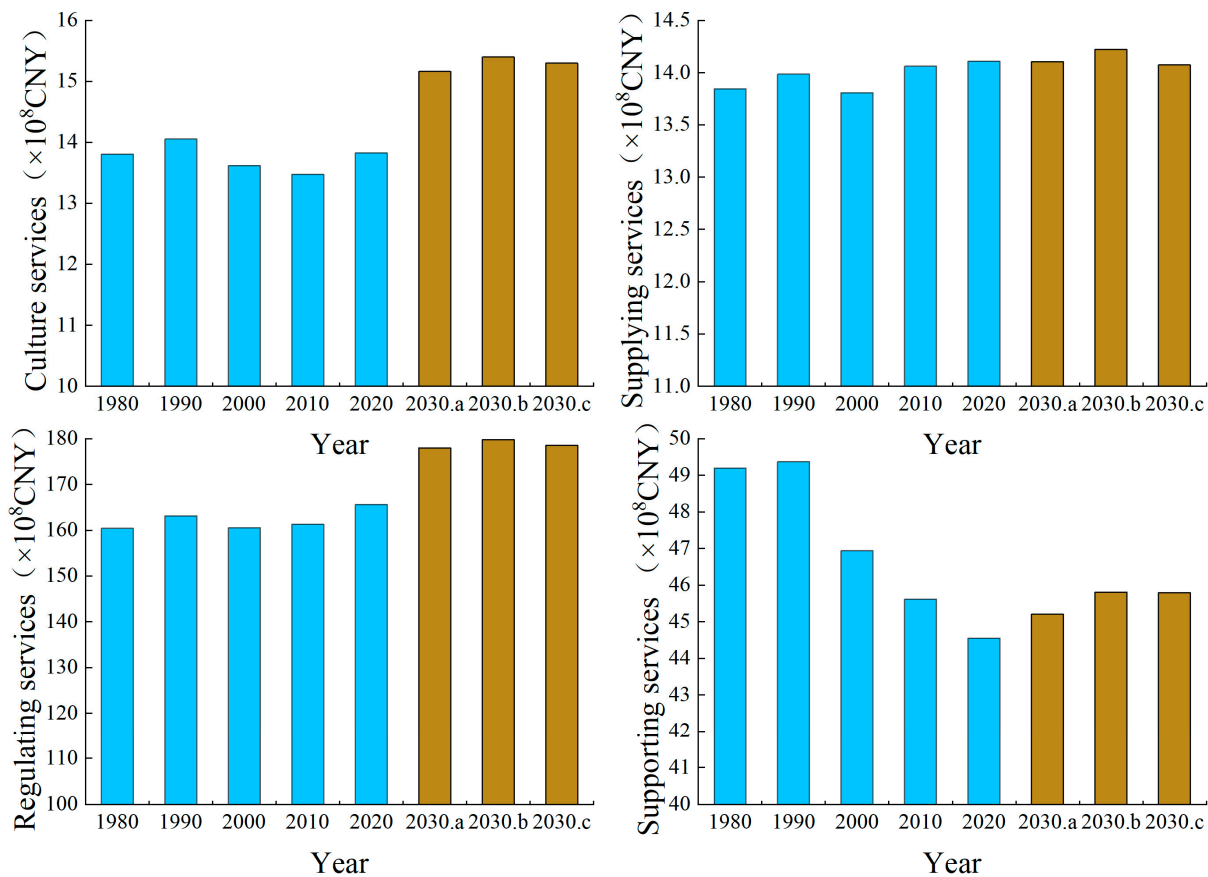 Culture services（×10⁸CNY）
16
15
14
13
12
11
10
1980 1990 2000 2010 2020 2030.a 2030.b 2030.c
Year
Supplying services（×10⁸CNY）
14.5
14.0
13.5
13.0
12.5
12.0
11.5
11.0
1980 1990 2000 2010 2020 2030.a 2030.b 2030.c
Year
Regulating services（×10⁸CNY）
180
170
160
150
140
130
120
110
100
1980 1990 2000 2010 2020 2030.a 2030.b 2030.c
Year
Supporting services（×10⁸CNY）
50
49
48
47
46
45
44
43
42
41
40
1980 1990 2000 2010 2020 2030.a 2030.b 2030.c
Year